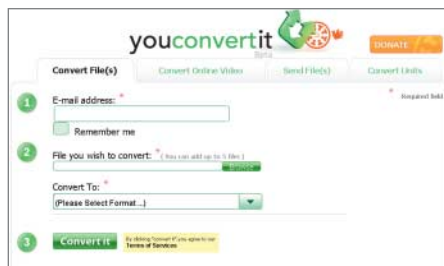 youconvertit
Beta
DONATE
Convert File(s)
Convert Online Video
Send File(s)
Convert Units
* Required field
1
E-mail address: *
Remember me
2
File you wish to convert: * ( You can add up to 5 files )
Browse
Convert To: *
(Please Select Format...)
3
Convert it
By clicking "convert it" you agree to our
Terms of Services